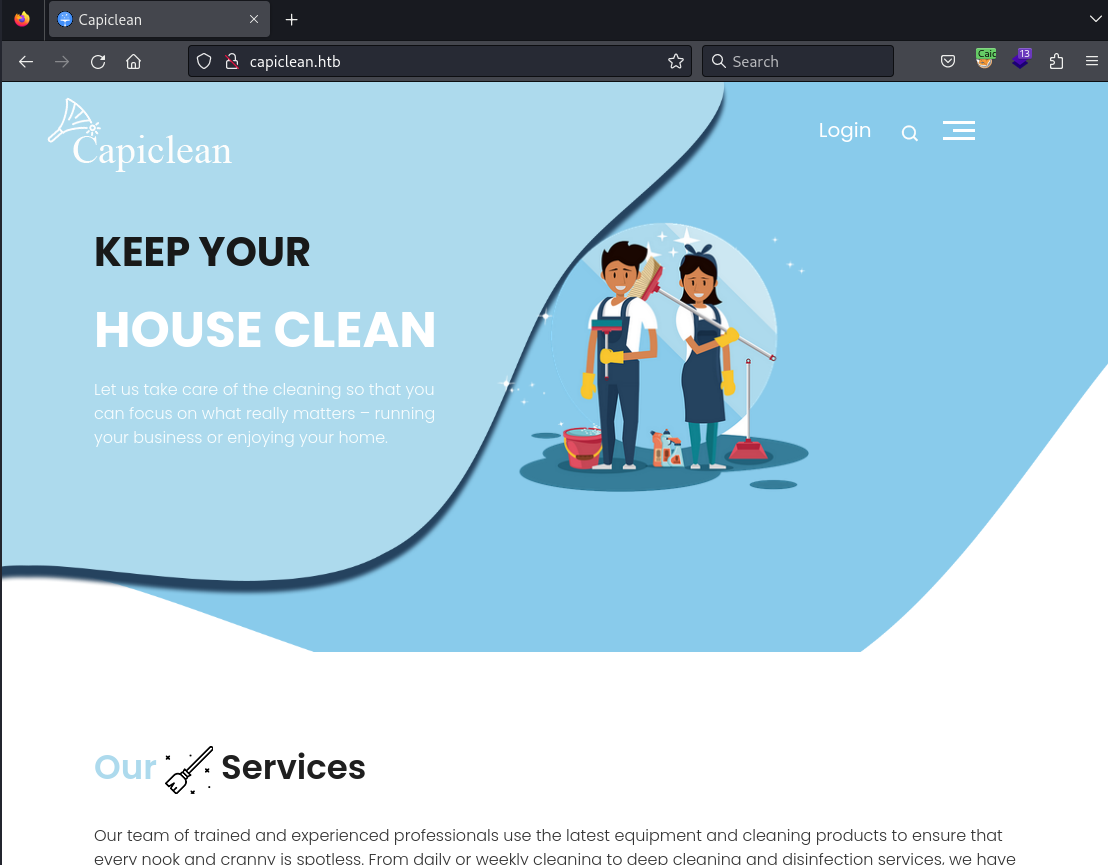 Capiclean
capiclean.htb
Search
Caic
13
Capiclean
Login
KEEP YOUR
HOUSE CLEAN
Let us take care of the cleaning so that you
can focus on what really matters – running
your business or enjoying your home.
Our Services
Our team of trained and experienced professionals use the latest equipment and cleaning products to ensure that
every nook and cranny is spotless. From daily or weekly cleaning to deep cleaning and disinfection services, we have